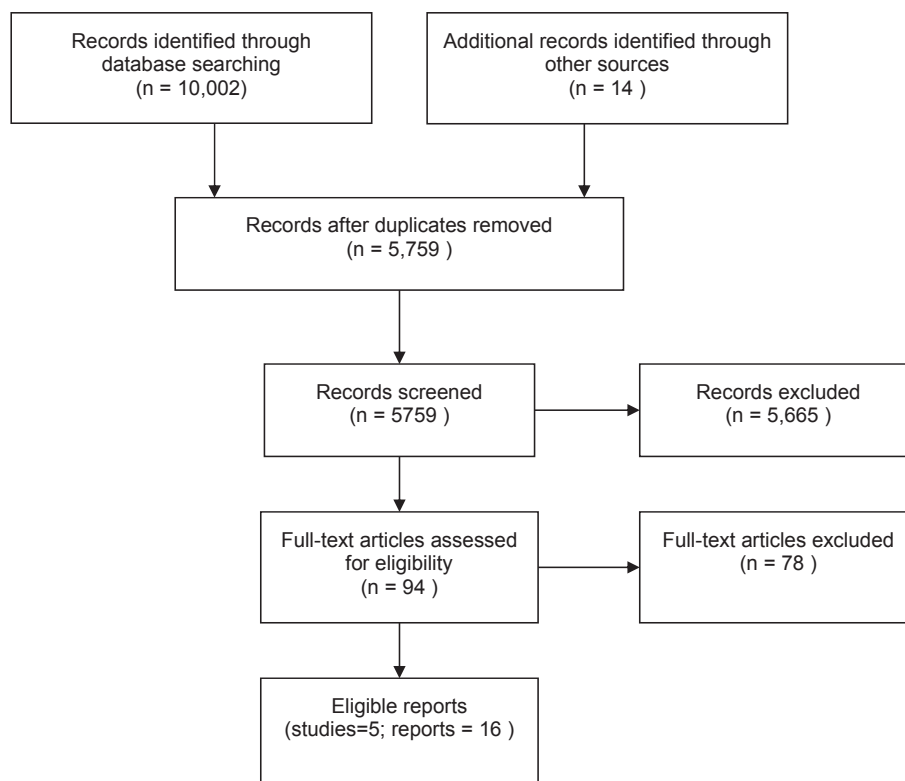 Records identified through
database searching
(n = 10,002)
Additional records identified through
other sources
(n = 14 )
Records after duplicates removed
(n = 5,759 )
Records screened
(n = 5759 )
Records excluded
(n = 5,665 )
Full-text articles assessed
for eligibility
(n = 94 )
Full-text articles excluded
(n = 78 )
Eligible reports
(studies=5; reports = 16 )